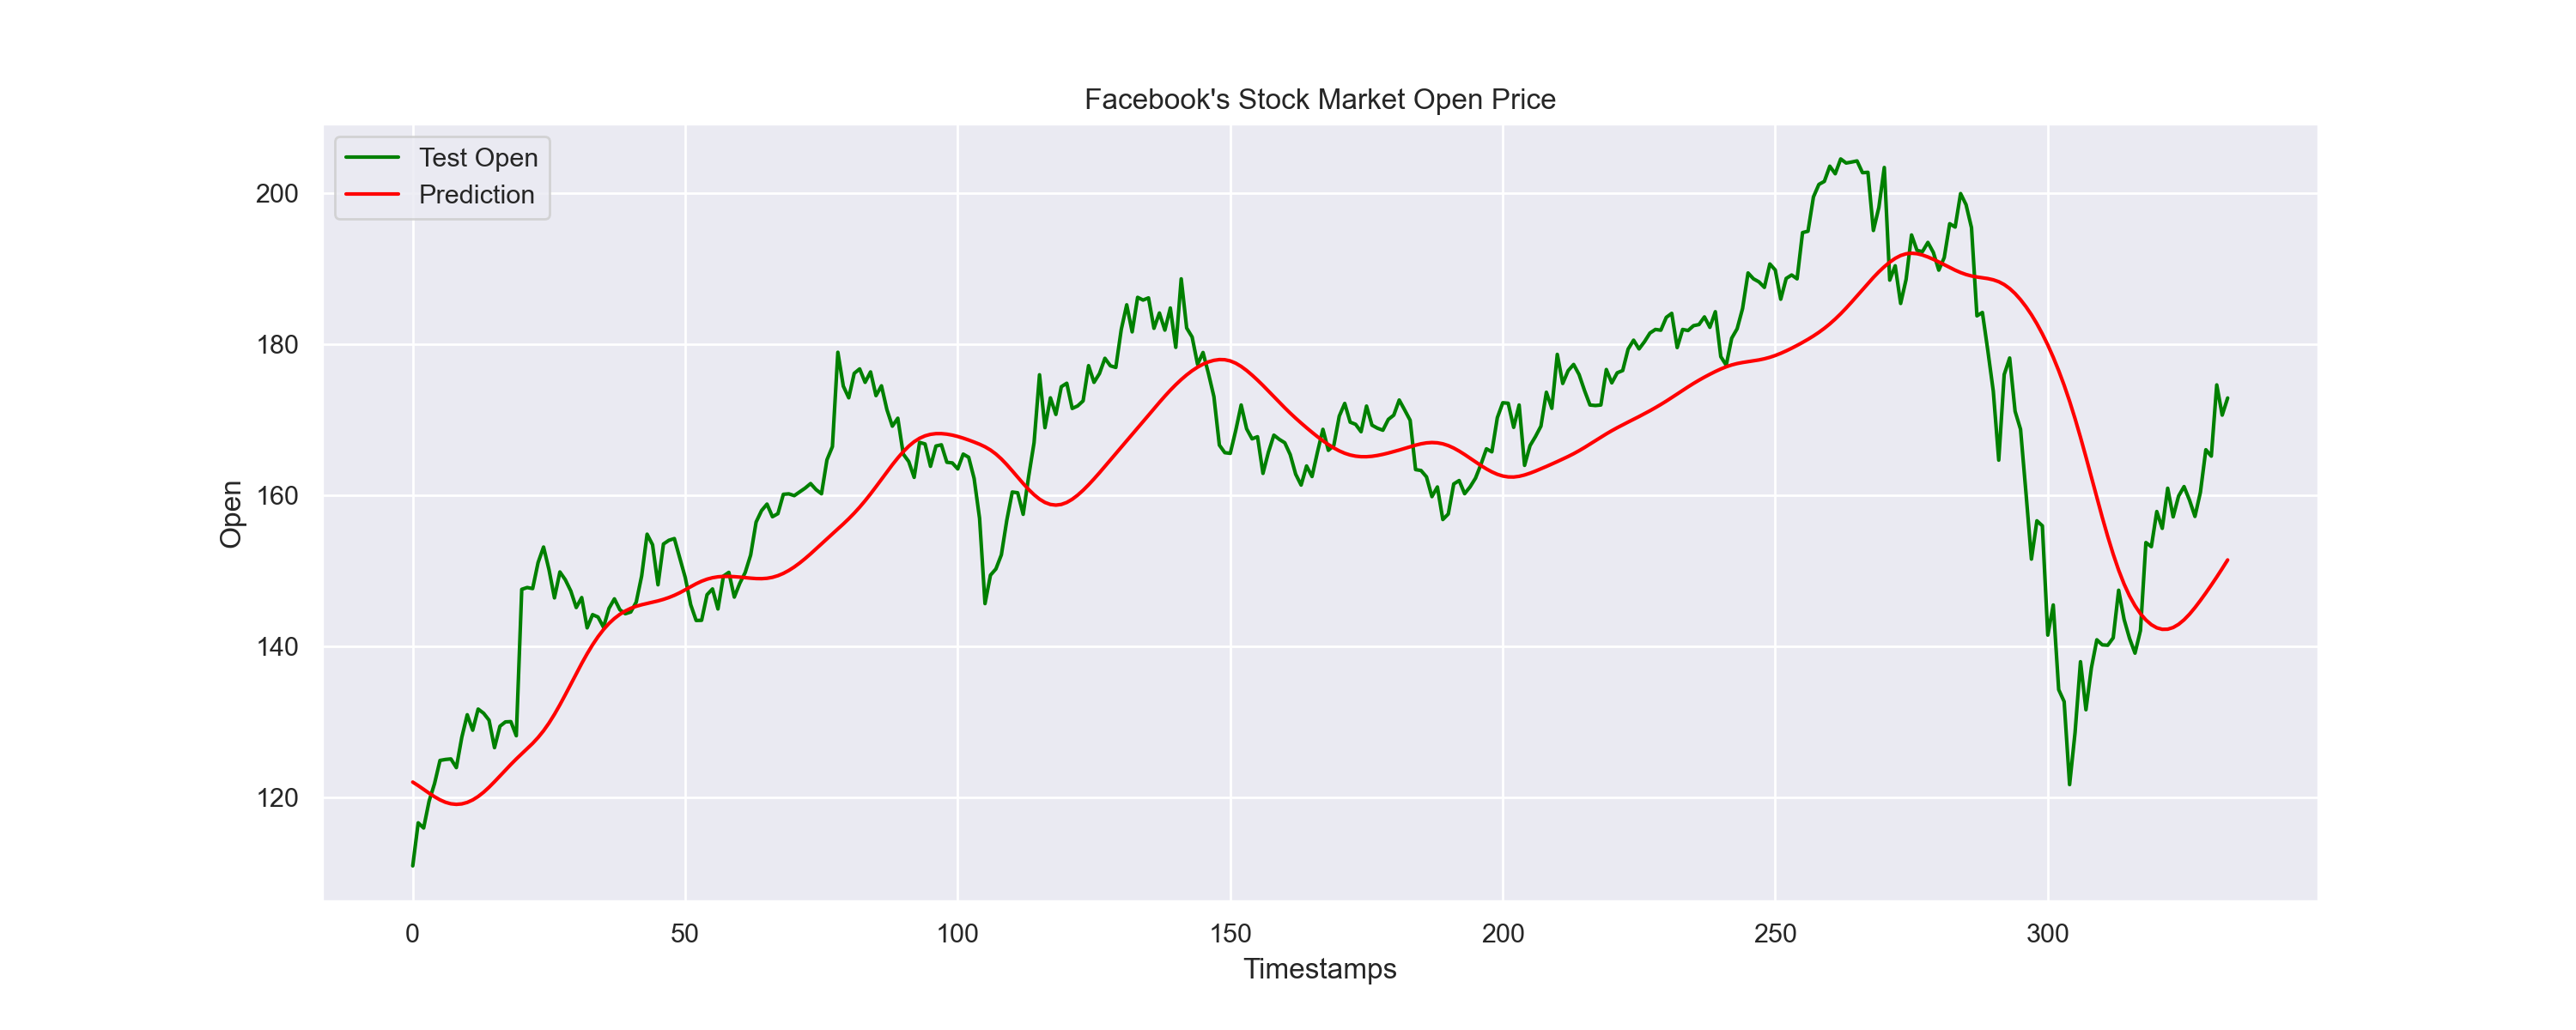 Facebook's Stock Market Open Price
Test Open
Prediction
200
180
160
140
120
Open
0 50 100 150 200 250 300
Timestamps